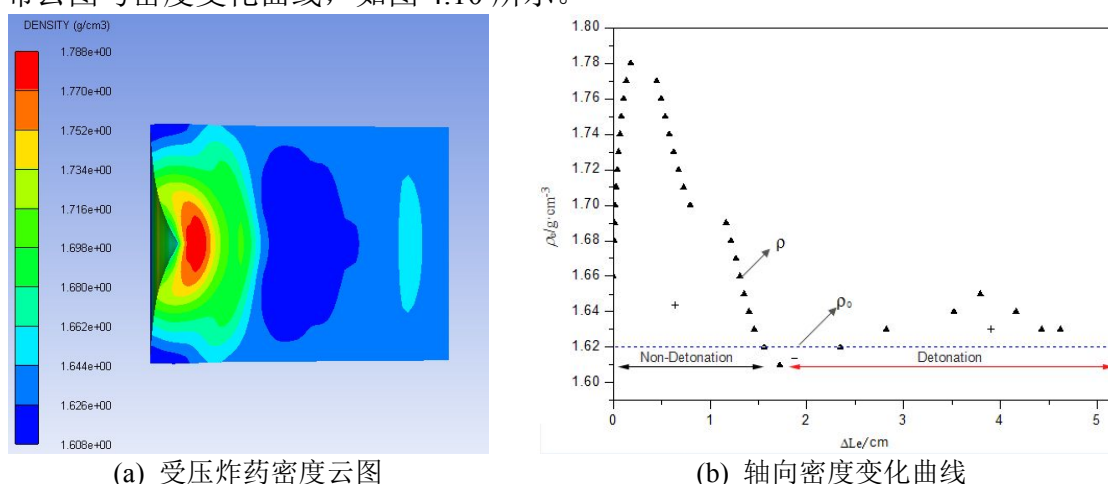 带云图与密度变化曲线，如图 4.10 所示。
DENSITY (g/cm3)
1.788e+00
1.770e+00
1.752e+00
1.734e+00
1.716e+00
1.698e+00
1.680e+00
1.662e+00
1.644e+00
1.626e+00
1.608e+00
1.80
1.78
1.76
1.74
1.72
1.70
1.68
1.66
1.64
1.62
1.60
ρ₀/g·cm⁻³
ρ
ρ₀
+
+
−
Non-Detonation
Detonation
0
1
2
3
4
5
ΔLe/cm
(a) 受压炸药密度云图
(b) 轴向密度变化曲线